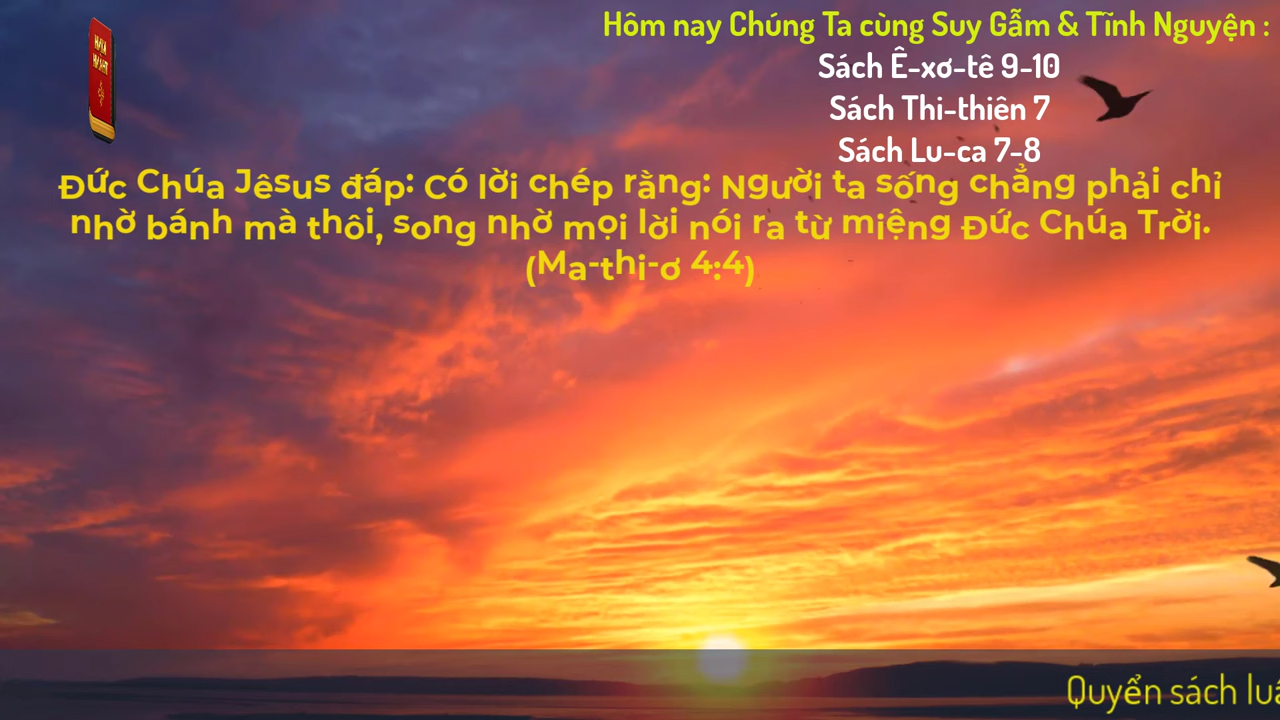 Hôm nay Chúng Ta cùng Suy Gẫm & Tĩnh Nguyện :
Sách Ê-xơ-tê 9-10
Sách Thi-thiên 7
Sách Lu-ca 7-8
Đức Chúa Jêsus đáp: Có lời chép rằng: Người ta sống chẳng phải chỉ
nhờ bánh mà thôi, song nhờ mọi lời nói ra từ miệng Đức Chúa Trời.
(Ma-thi-ơ 4:4)
Quyển sách